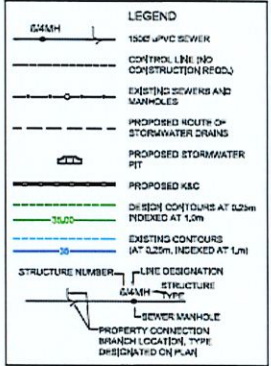 LEGEND
6/4MH
150Ø uPVC SEWER
CONTROL LINE (NO
CONSTRUCTION REQD.)
EXISTING SEWERS AND
MANHOLES
PROPOSED ROUTE OF
STORMWATER DRAINS
PROPOSED STORMWATER
PIT
PROPOSED K&C
DESIGN CONTOURS AT 0.25m
INDEXED AT 1.0m
35.00
EXISTING CONTOURS
(AT 0.25m, INDEXED AT 1.m)
35
STRUCTURE NUMBER
LINE DESIGNATION
6/4MH
STRUCTURE
TYPE
SEWER MANHOLE
PROPERTY CONNECTION
BRANCH LOCATION, TYPE
DESIGNATED ON PLAN